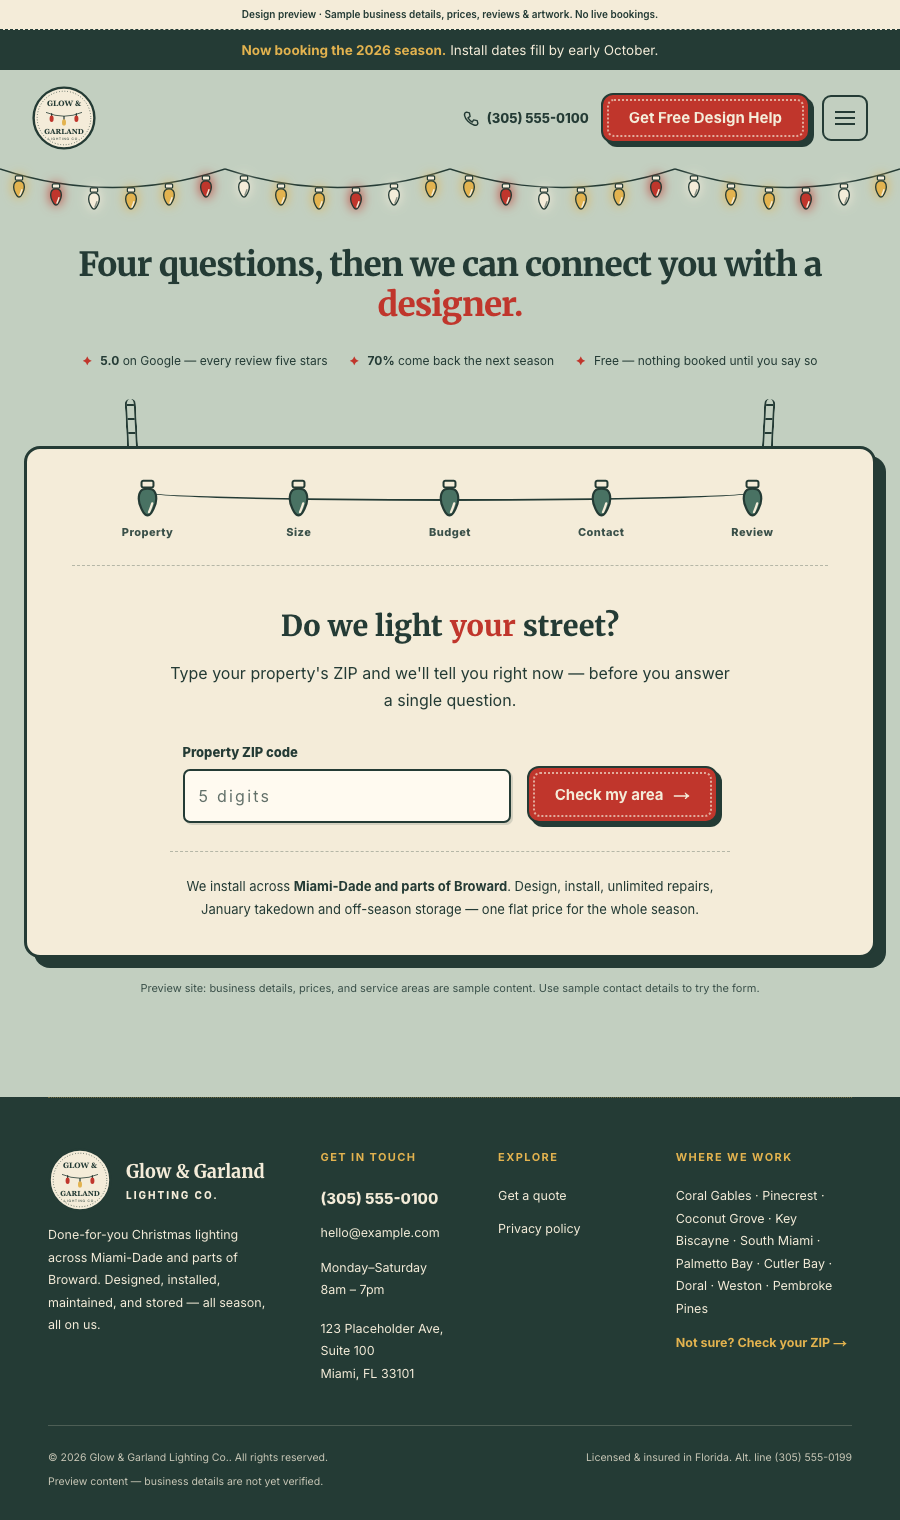 Design preview · Sample business details, prices, reviews & artwork. No live bookings.
Now booking the 2026 season. Install dates fill by early October.
GLOW &
GARLAND
LIGHTING CO.
(305) 555-0100
Get Free Design Help
Four questions, then we can connect you with a
designer.
✦ 5.0 on Google — every review five stars ✦ 70% come back the next season ✦ Free — nothing booked until you say so
Property Size Budget Contact Review
Do we light your street?
Type your property's ZIP and we'll tell you right now — before you answer
a single question.
Property ZIP code
5 digits
Check my area →
We install across Miami-Dade and parts of Broward. Design, install, unlimited repairs,
January takedown and off-season storage — one flat price for the whole season.
Preview site: business details, prices, and service areas are sample content. Use sample contact details to try the form.
GLOW &
GARLAND
LIGHTING CO.
Glow & Garland
LIGHTING CO.
Done-for-you Christmas lighting
across Miami-Dade and parts of
Broward. Designed, installed,
maintained, and stored — all season,
all on us.
GET IN TOUCH
(305) 555-0100
hello@example.com
Monday–Saturday
8am – 7pm
123 Placeholder Ave,
Suite 100
Miami, FL 33101
EXPLORE
Get a quote
Privacy policy
WHERE WE WORK
Coral Gables · Pinecrest ·
Coconut Grove · Key
Biscayne · South Miami ·
Palmetto Bay · Cutler Bay ·
Doral · Weston · Pembroke
Pines
Not sure? Check your ZIP →
© 2026 Glow & Garland Lighting Co.. All rights reserved.
Licensed & insured in Florida. Alt. line (305) 555-0199
Preview content — business details are not yet verified.